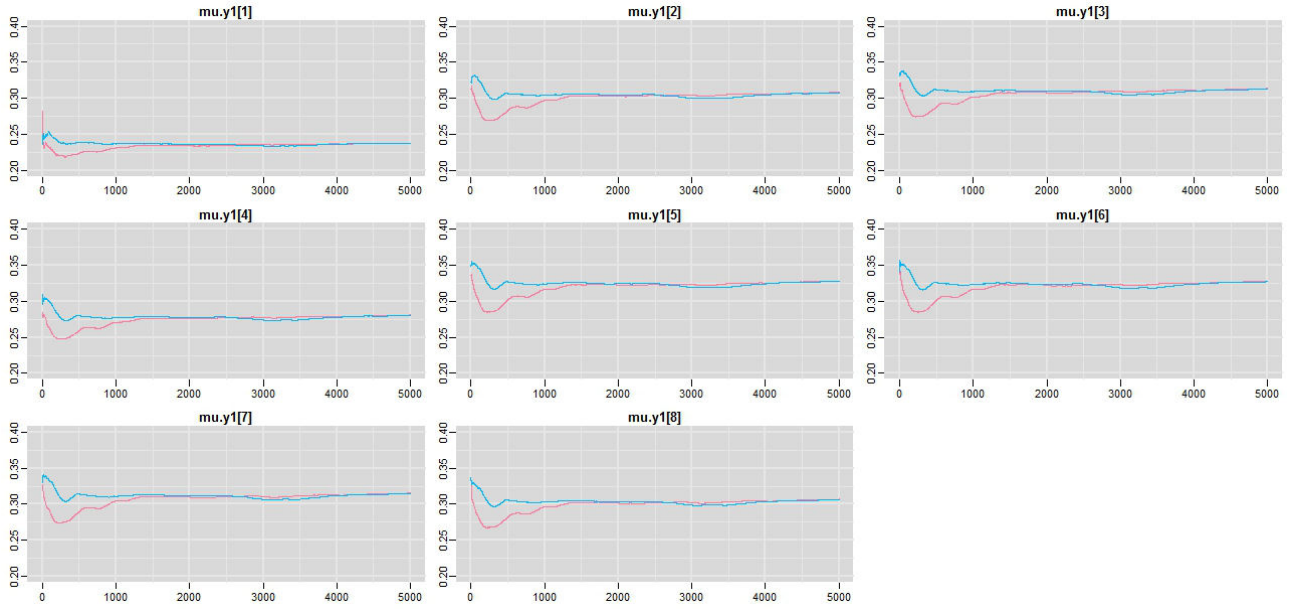 mu.y1[1] mu.y1[2] mu.y1[3]
0.40 0.40 0.40
0.35 0.35 0.35
0.30 0.30 0.30
0.25 0.25 0.25
0.20 0.20 0.20
0 1000 2000 3000 4000 5000 0 1000 2000 3000 4000 5000 0 1000 2000 3000 4000 5000
mu.y1[4] mu.y1[5] mu.y1[6]
0.40 0.40 0.40
0.35 0.35 0.35
0.30 0.30 0.30
0.25 0.25 0.25
0.20 0.20 0.20
0 1000 2000 3000 4000 5000 0 1000 2000 3000 4000 5000 0 1000 2000 3000 4000 5000
mu.y1[7] mu.y1[8]
0.40 0.40
0.35 0.35
0.30 0.30
0.25 0.25
0.20 0.20
0 1000 2000 3000 4000 5000 0 1000 2000 3000 4000 5000